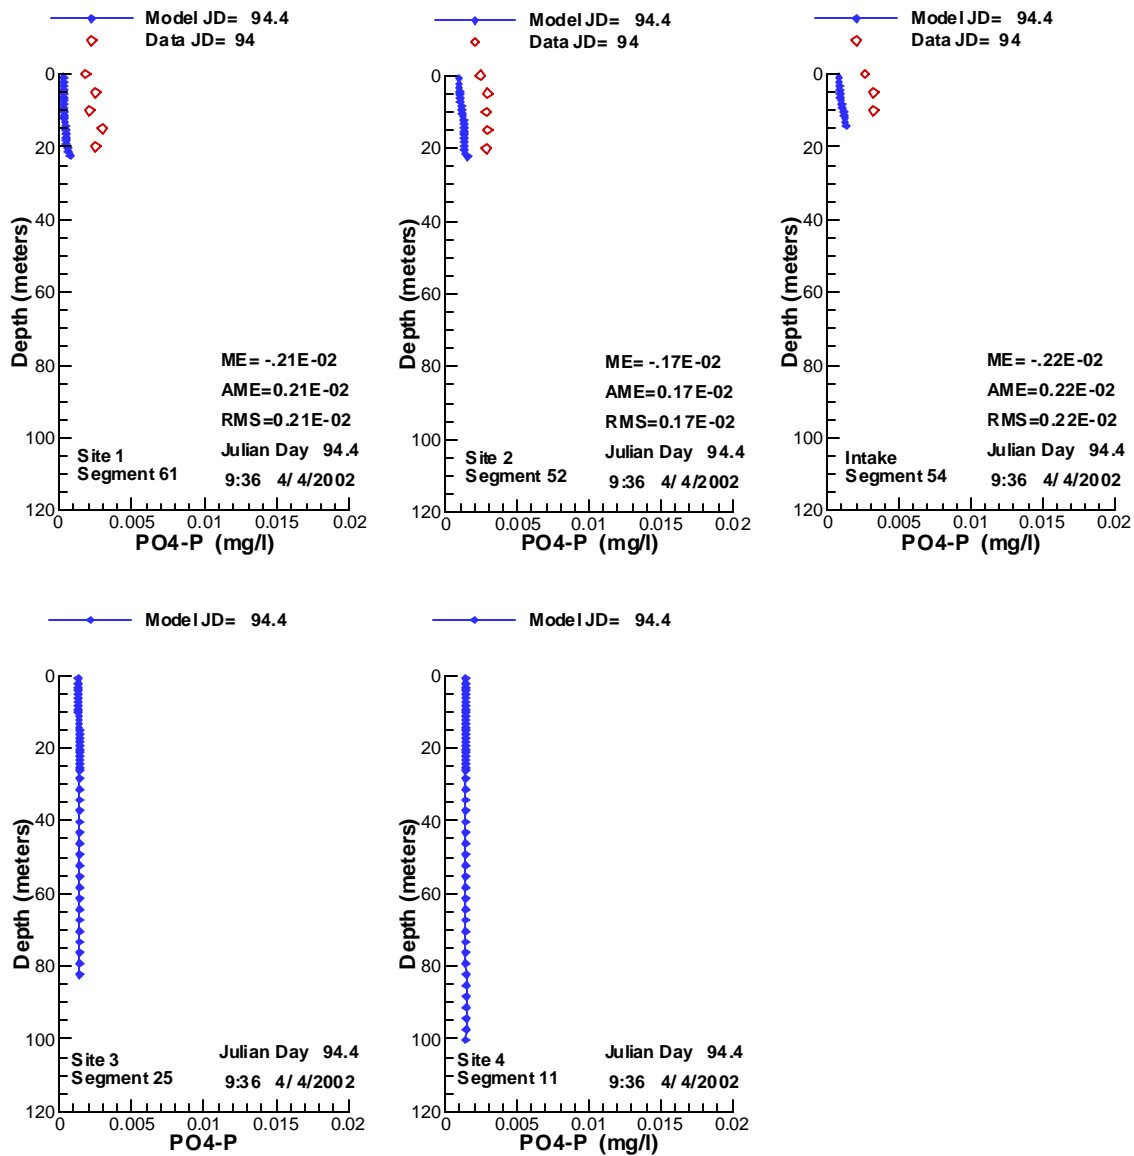 Model JD= 94.4
Data JD= 94
0
20
40
60
80
100
120
Depth (meters)
ME= -.21E-02
AME=0.21E-02
RMS=0.21E-02
Julian Day 94.4
9:36 4/ 4/2002
Site 1
Segment 61
0 0.005 0.01 0.015 0.02
PO4-P (mg/l)
Model JD= 94.4
Data JD= 94
0
20
40
60
80
100
120
Depth (meters)
ME= -.17E-02
AME=0.17E-02
RMS=0.17E-02
Julian Day 94.4
9:36 4/ 4/2002
Site 2
Segment 52
0 0.005 0.01 0.015 0.02
PO4-P (mg/l)
Model JD= 94.4
Data JD= 94
0
20
40
60
80
100
120
Depth (meters)
ME= -.22E-02
AME=0.22E-02
RMS=0.22E-02
Julian Day 94.4
9:36 4/ 4/2002
Intake
Segment 54
0 0.005 0.01 0.015 0.02
PO4-P (mg/l)
Model JD= 94.4
0
20
40
60
80
100
120
Depth (meters)
Site 3
Segment 25
Julian Day 94.4
9:36 4/ 4/2002
0 0.005 0.01 0.015 0.02
PO4-P
Model JD= 94.4
0
20
40
60
80
100
120
Depth (meters)
Site 4
Segment 11
Julian Day 94.4
9:36 4/ 4/2002
0 0.005 0.01 0.015 0.02
PO4-P (mg/l)